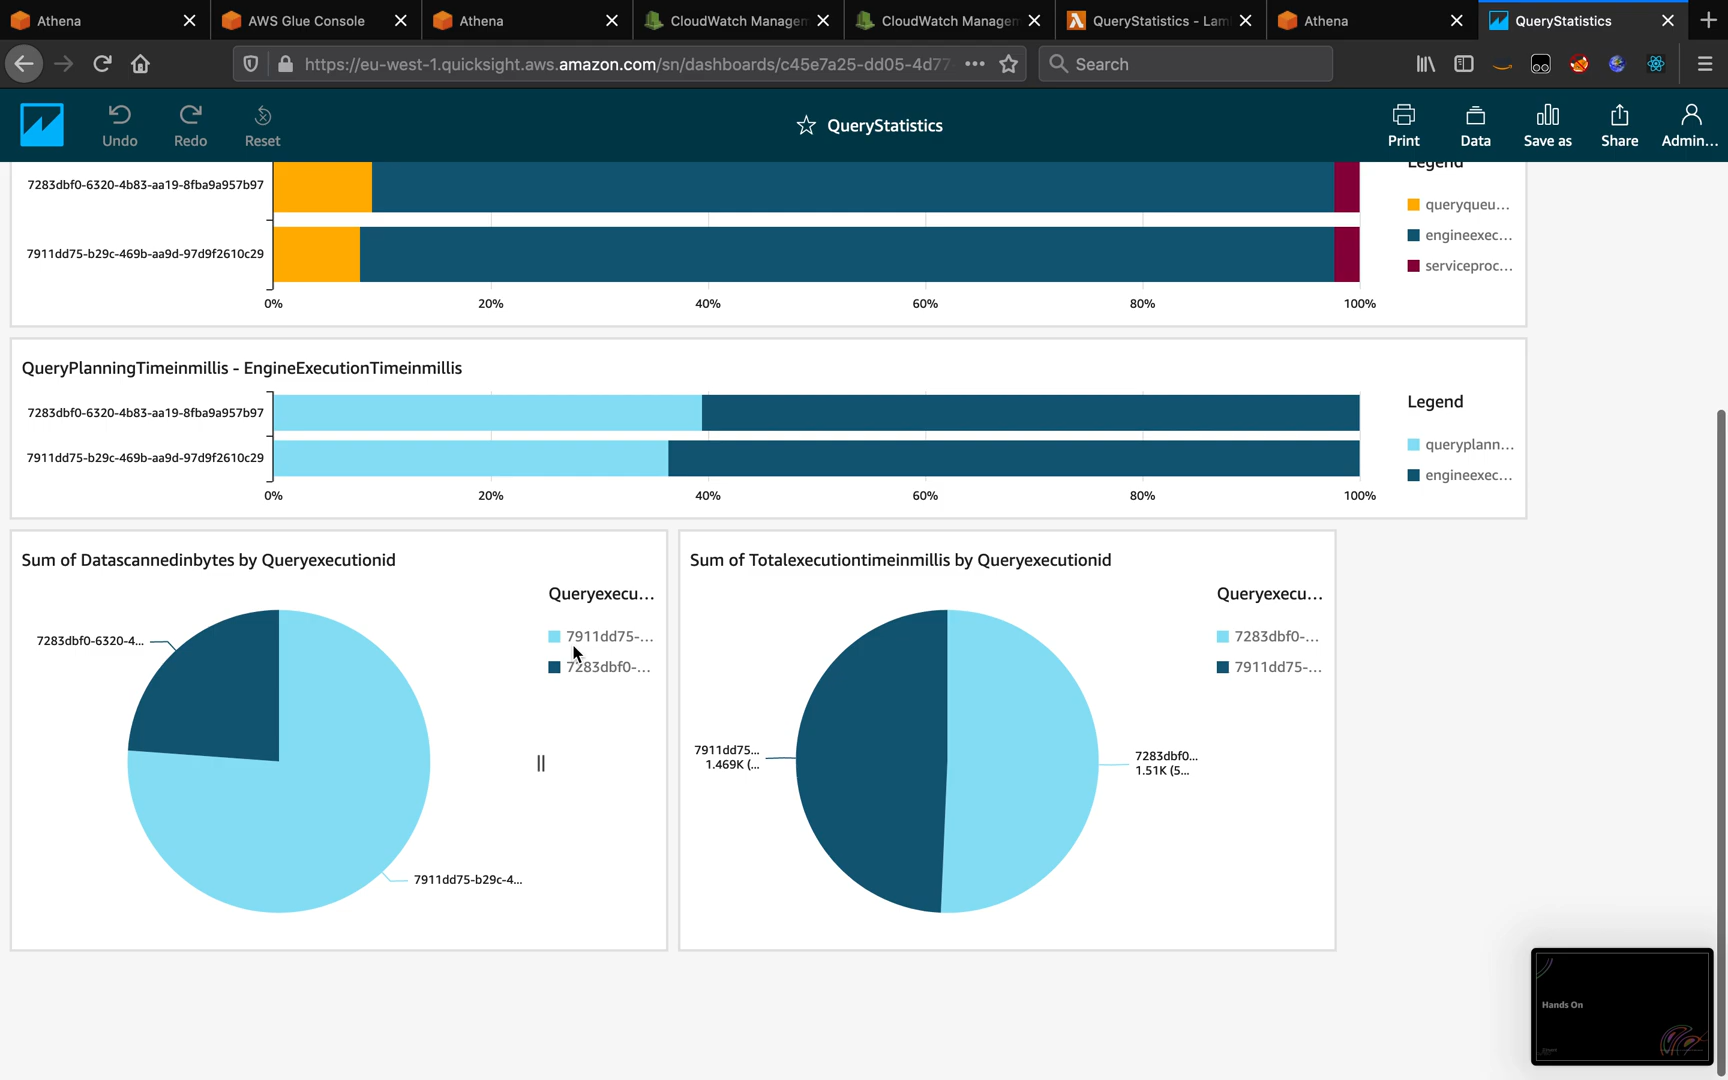 Athena
AWS Glue Console
Athena
CloudWatch Managem
CloudWatch Managem
QueryStatistics - Lam
Athena
QueryStatistics
https://eu-west-1.quicksight.aws.amazon.com/sn/dashboards/c45e7a25-dd05-4d77
Search
Undo
Redo
Reset
QueryStatistics
Print
Data
Save as
Share
Admin...
Legend
7283dbf0-6320-4b83-aa19-8fba9a957b97
queryqueu...
engineexec...
7911dd75-b29c-469b-aa9d-97d9f2610c29
serviceproc...
0%
20%
40%
60%
80%
100%
QueryPlanningTimeinmillis - EngineExecutionTimeinmillis
Legend
7283dbf0-6320-4b83-aa19-8fba9a957b97
queryplann...
7911dd75-b29c-469b-aa9d-97d9f2610c29
engineexec...
0%
20%
40%
60%
80%
100%
Sum of Datascannedinbytes by Queryexecutionid
Queryexecu...
7911dd75-...
7283dbf0-...
7283dbf0-6320-4...
7911dd75-b29c-4...
Sum of Totalexecutiontimeinmillis by Queryexecutionid
Queryexecu...
7283dbf0-...
7911dd75-...
7911dd75...
1.469K (...
7283dbf0...
1.51K (5...
Hands On